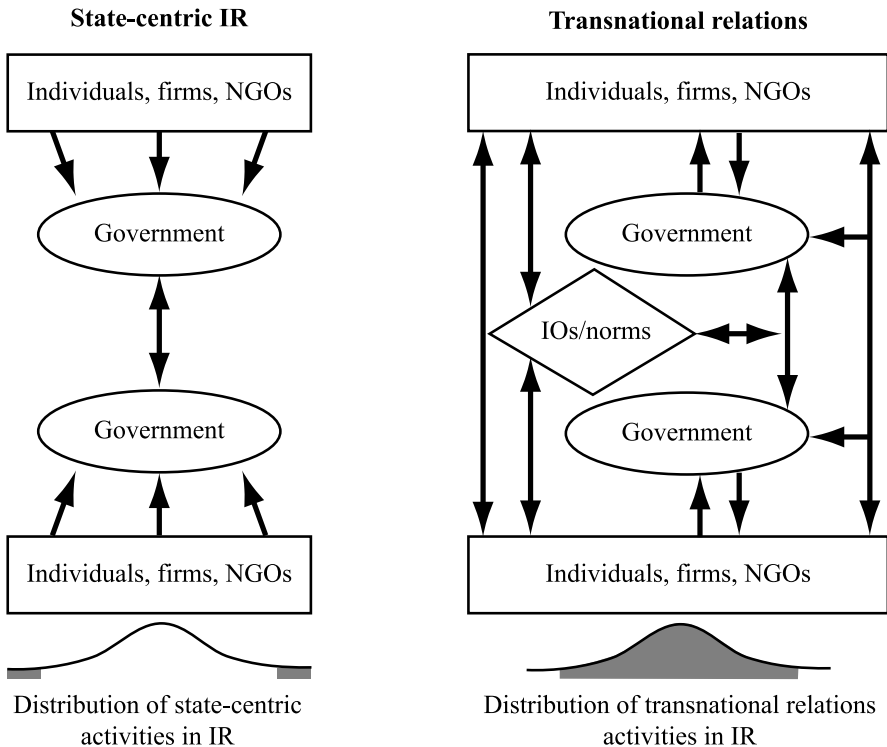 State-centric IR
Individuals, firms, NGOs
Government
Government
Individuals, firms, NGOs
Distribution of state-centric
activities in IR
Transnational relations
Individuals, firms, NGOs
Government
IOs/norms
Government
Individuals, firms, NGOs
Distribution of transnational relations
activities in IR